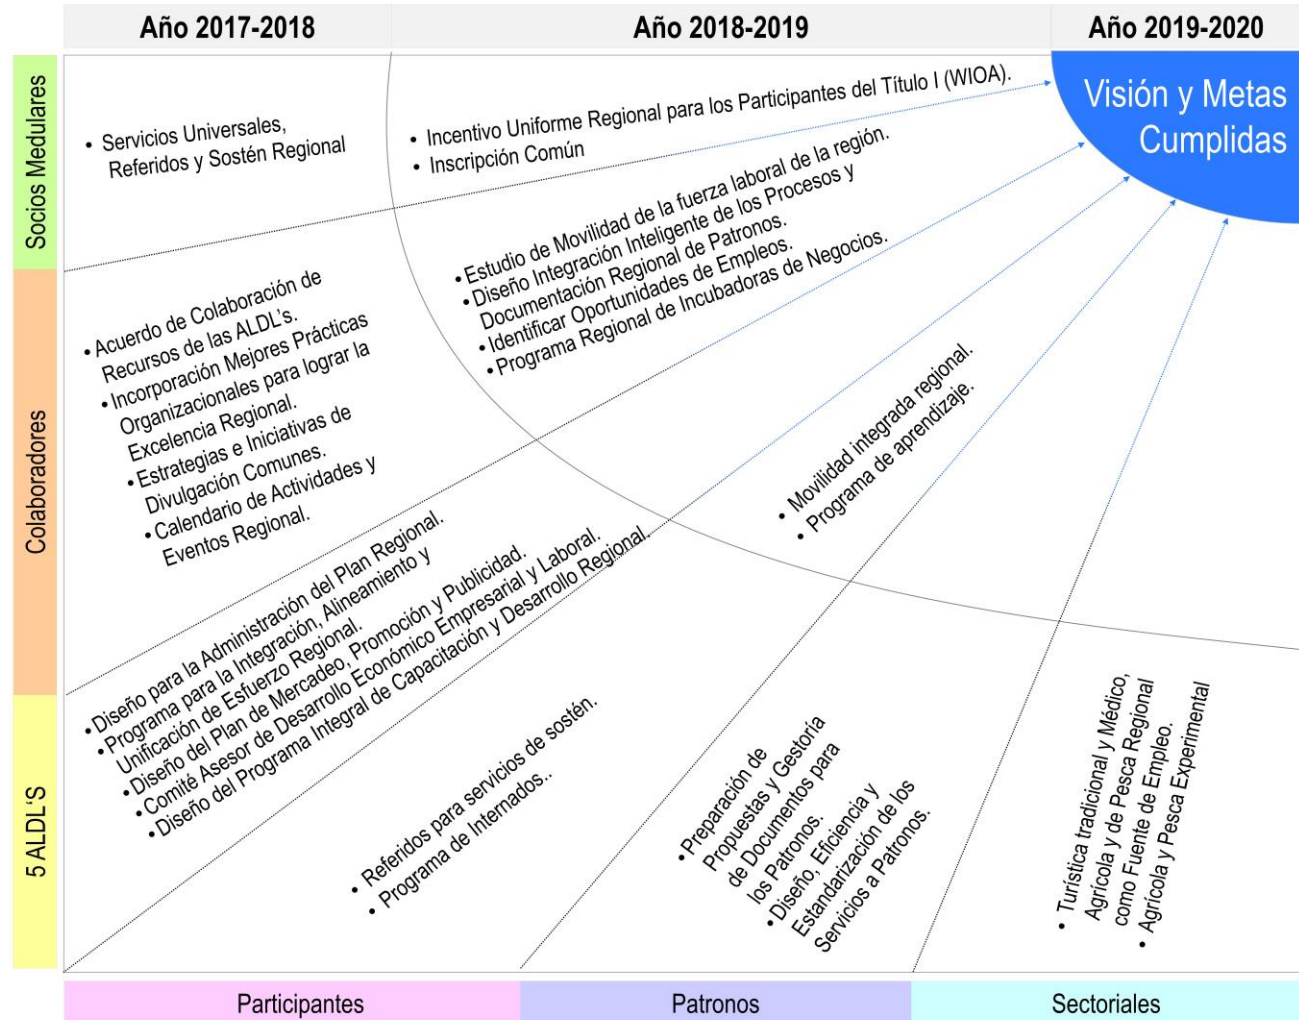 Año 2017-2018
Año 2018-2019
Año 2019-2020
Socios Medulares
Colaboradores
5 ALDL'S
Visión y Metas
Cumplidas
• Servicios Universales,
Referidos y Sostén Regional
• Incentivo Uniforme Regional para los Participantes del Título I (WIOA).
• Inscripción Común
• Acuerdo de Colaboración de
Recursos de las ALDL's.
• Incorporación Mejores Prácticas
Organizacionales para lograr la
Excelencia Regional.
• Estrategias e Iniciativas de
Divulgación Comunes.
• Calendario de Actividades y
Eventos Regional.
• Estudio de Movilidad de la fuerza laboral de la región.
• Diseño Integración Inteligente de los Procesos y
Documentación Regional de Patronos.
• Identificar Oportunidades de Empleos.
• Programa Regional de Incubadoras de Negocios.
• Diseño para la Administración del Plan Regional.
• Programa para la Integración, Alineamiento y
Unificación de Esfuerzo Regional.
• Diseño del Plan de Mercadeo, Promoción y Publicidad.
• Comité Asesor de Desarrollo Económico Empresarial y Laboral.
• Diseño del Programa Integral de Capacitación y Desarrollo Regional.
• Movilidad integrada regional.
• Programa de aprendizaje.
• Referidos para servicios de sostén.
• Programa de Internados..
• Preparación de
Propuestas y Gestoría
de Documentos para
los Patronos.
• Diseño, Eficiencia y
Estandarización de los
Servicios a Patronos.
• Turística tradicional y Médico,
Agrícola y de Pesca Regional
como Fuente de Empleo.
• Agrícola y Pesca Experimental
Participantes
Patronos
Sectoriales